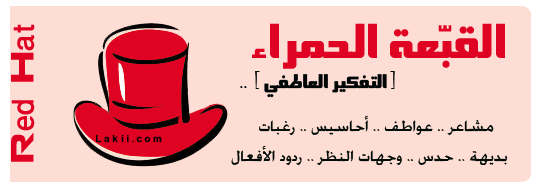 القبّعة الحمراء
[ التفكير العاطفي ] ..
مشاعر .. عواطف .. أحاسيس .. رغبات
بديهة .. حدس .. وجهات النظر .. ردود الأفعال
Red Hat
Lakii.com